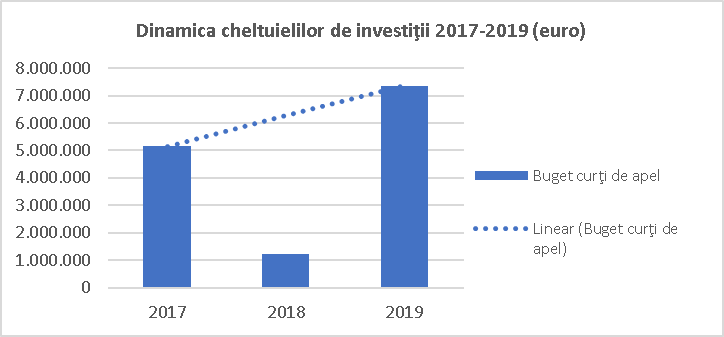 Dinamica cheltuielilor de investiţii 2017-2019 (euro)
8.000.000
7.000.000
6.000.000
5.000.000
4.000.000
3.000.000
2.000.000
1.000.000
0
2017 2018 2019
Buget curţi de apel
Linear (Buget curţi de
apel)